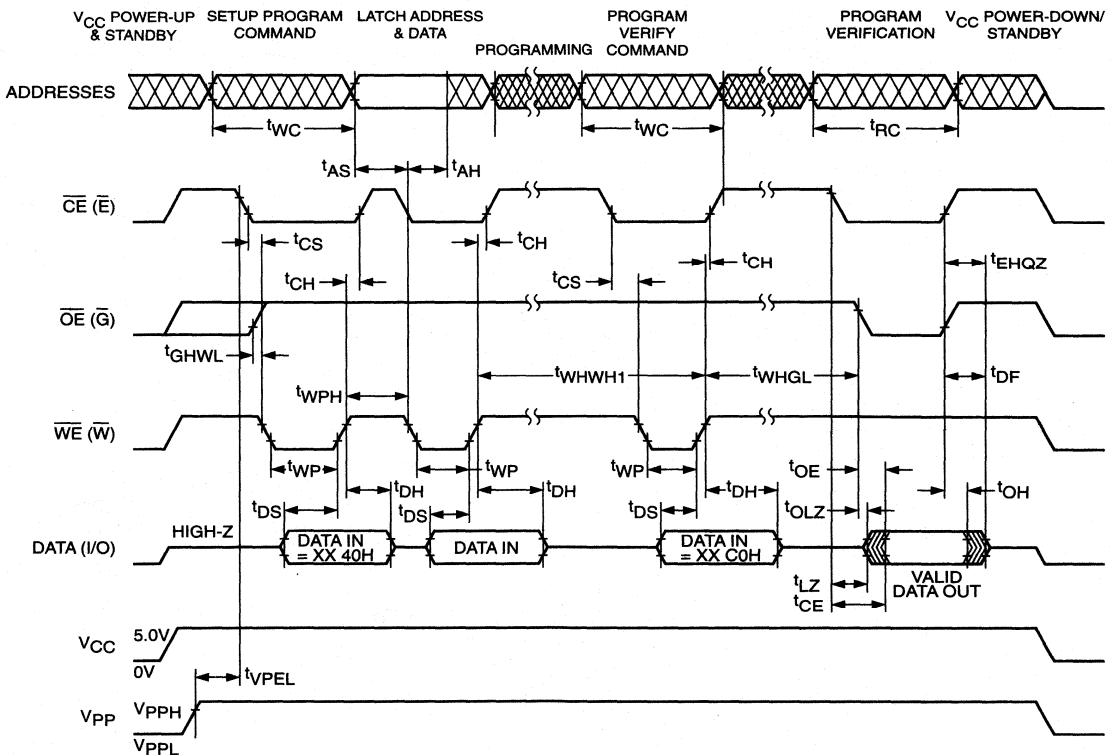 VCC POWER-UP & STANDBY
SETUP PROGRAM COMMAND
LATCH ADDRESS & DATA
PROGRAMMING
PROGRAM VERIFY COMMAND
PROGRAM VERIFICATION
VCC POWER-DOWN/ STANDBY
ADDRESSES
tWC
tWC
tRC
tAS
tAH
CE (E)
tCS
tCH
tCH
tCS
tCH
tEHQZ
OE (G)
tGHWL
tWPH
tWHWH1
tWHGL
tDF
WE (W)
tWP
tWP
tWP
tOE
tOH
tDH
tDH
tDH
tDS
tDS
tDS
tOLZ
DATA (I/O)
HIGH-Z
DATA IN = XX 40H
DATA IN
DATA IN = XX C0H
VALID DATA OUT
tLZ
tCE
VCC
5.0V
0V
tVPEL
VPP
VPPH
VPPL